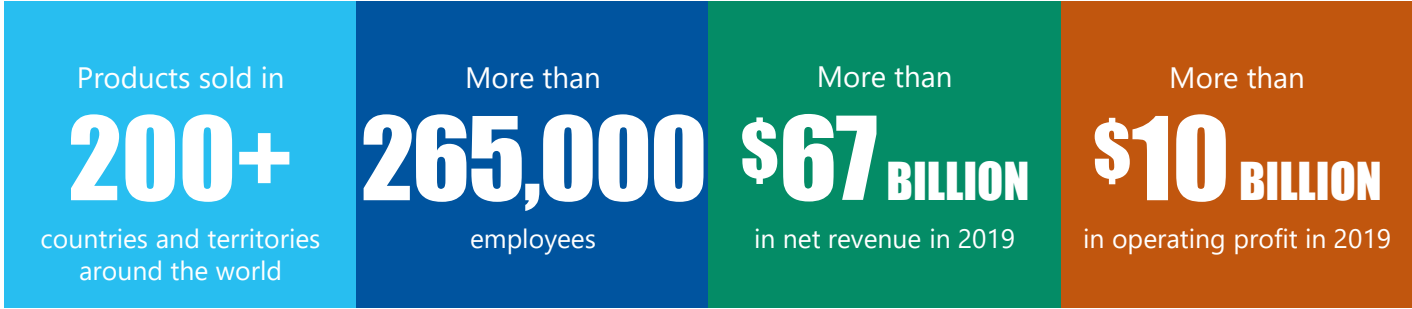 Products sold in
200+
countries and territories
around the world
More than
265,000
employees
More than
$67 BILLION
in net revenue in 2019
More than
$10 BILLION
in operating profit in 2019